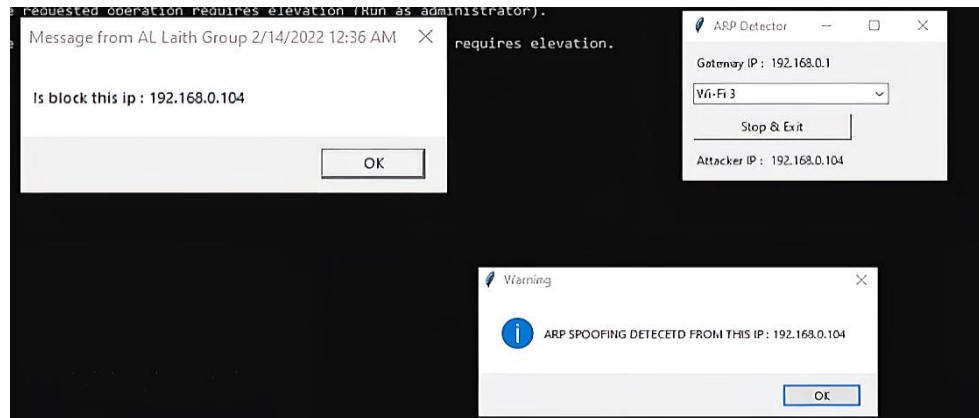 requested operation requires elevation (Run as administrator).
requires elevation.
Message from AL Laith Group 2/14/2022 12:36 AM
Is block this ip : 192.168.0.104
OK
ARP Detector
Gateway IP : 192.168.0.1
Wi-Fi 3
Stop & Exit
Attacker IP : 192.168.0.104
Warning
ARP SPOOFING DETECETD FROM THIS IP : 192.168.0.104
OK